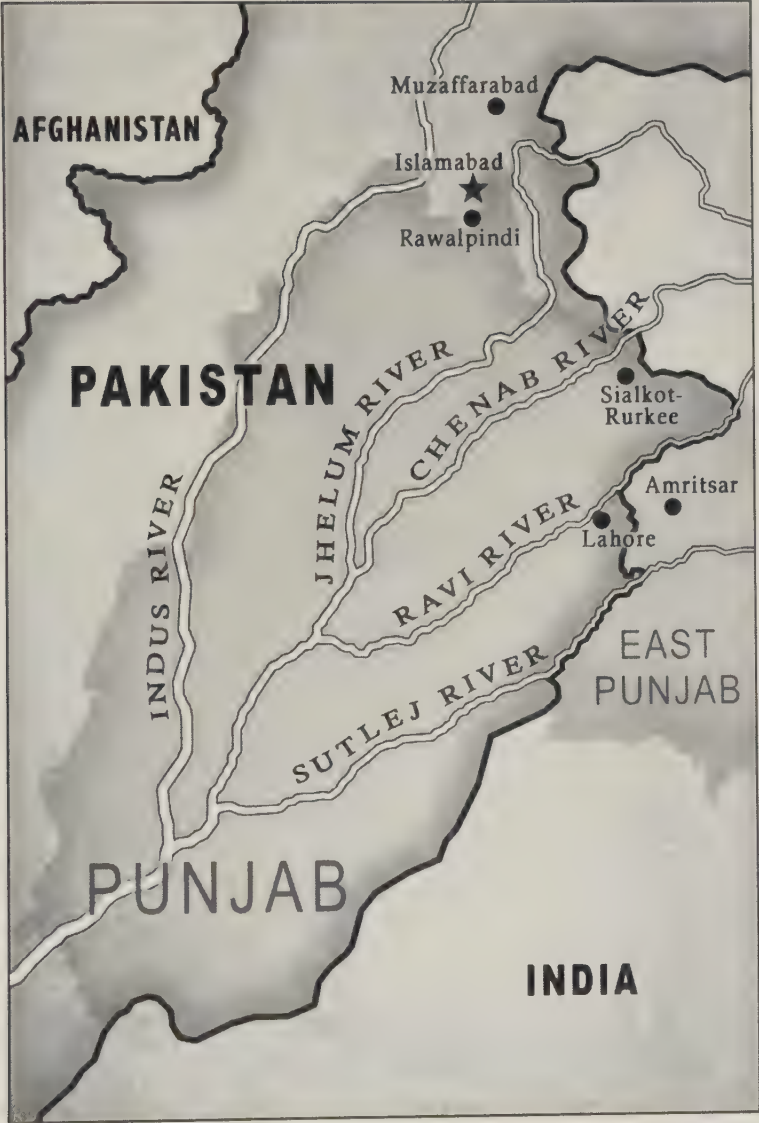 Muzaffarabad
AFGHANISTAN
Islamabad
Rawalpindi
PAKISTAN
JHELUM RIVER
CHENAB RIVER
Sialkot-
Rurkee
INDUS RIVER
RAVI RIVER
Amritsar
Lahore
EAST
PUNJAB
SUTLEJ RIVER
PUNJAB
INDIA